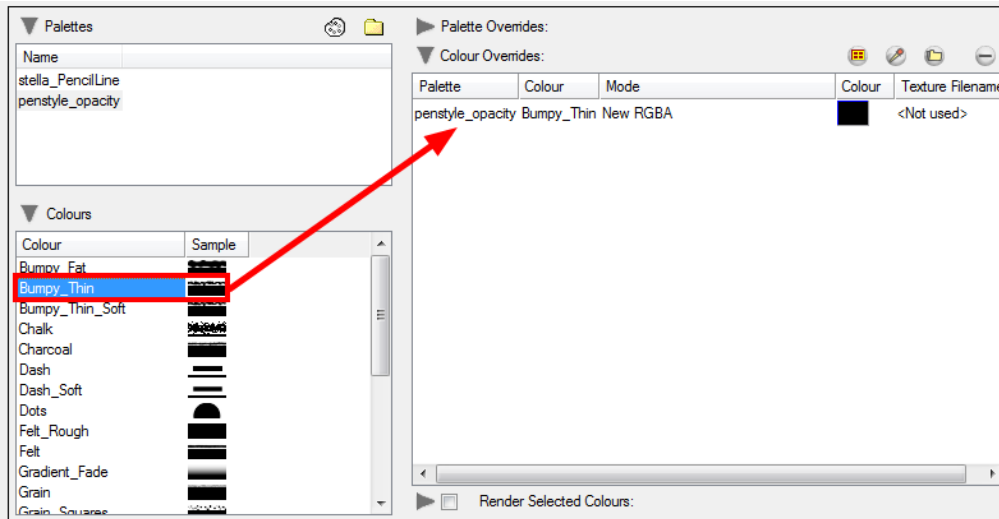 Palettes
Name
stella_PencilLine
penstyle_opacity
Colours
Colour Sample
Bumpy_Fat
Bumpy_Thin
Bumpy_Thin_Soft
Chalk
Charcoal
Dash
Dash_Soft
Dots
Felt_Rough
Felt
Gradient_Fade
Grain
Grain_Squares
Palette Overrides:
Colour Overrides:
Palette Colour Mode Colour Texture Filename
penstyle_opacity Bumpy_Thin New RGBA <Not used>
Render Selected Colours: